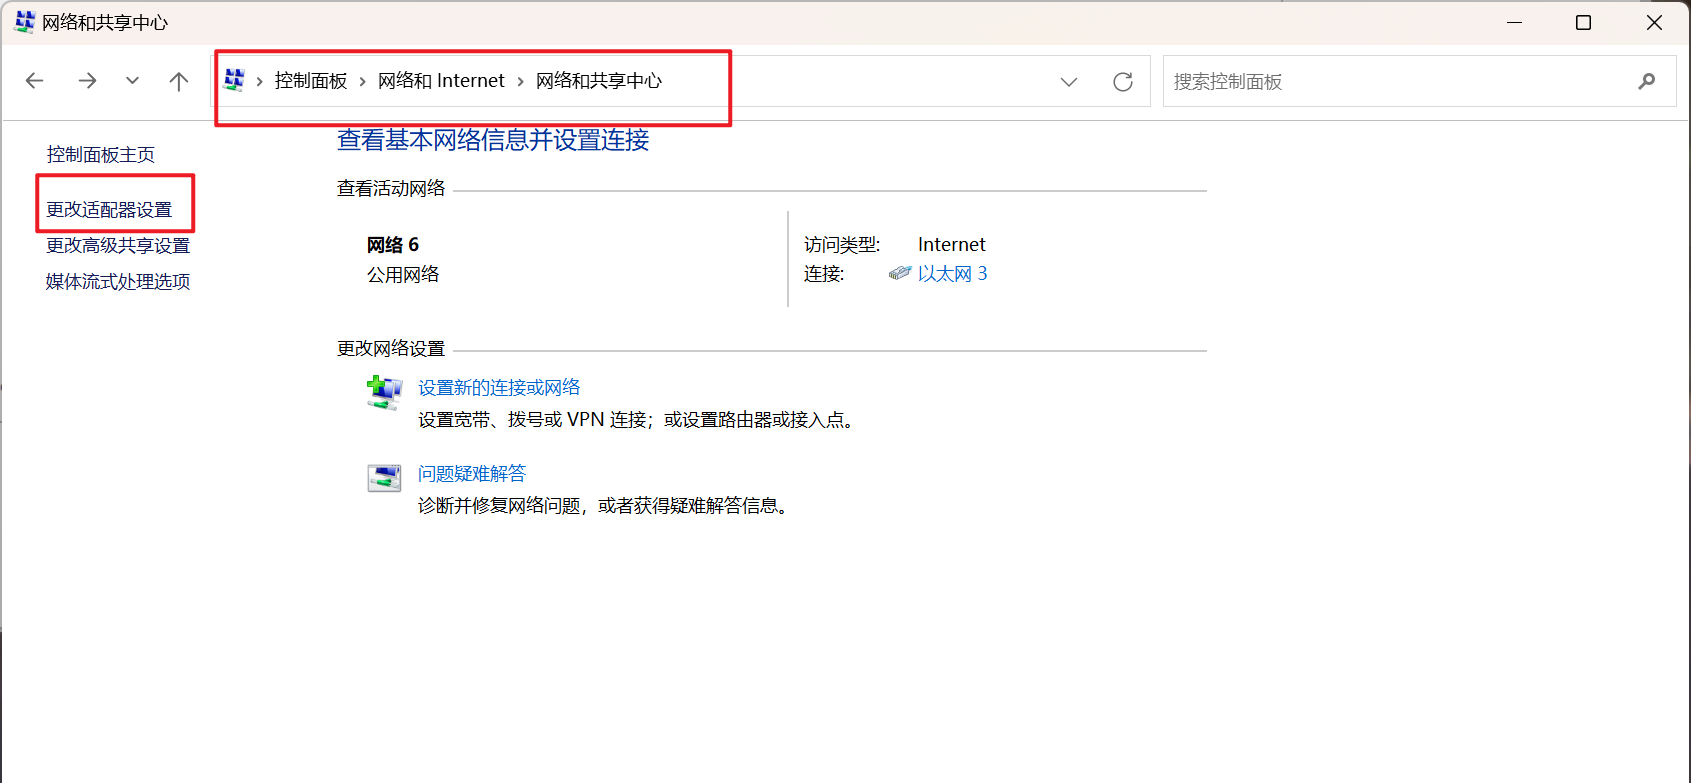 网络和共享中心
控制面板 › 网络和 Internet › 网络和共享中心
搜索控制面板
控制面板主页
更改适配器设置
更改高级共享设置
媒体流式处理选项
查看基本网络信息并设置连接
查看活动网络
网络 6
公用网络
访问类型: Internet
连接: 以太网 3
更改网络设置
设置新的连接或网络
设置宽带、拨号或 VPN 连接；或设置路由器或接入点。
问题疑难解答
诊断并修复网络问题，或者获得疑难解答信息。